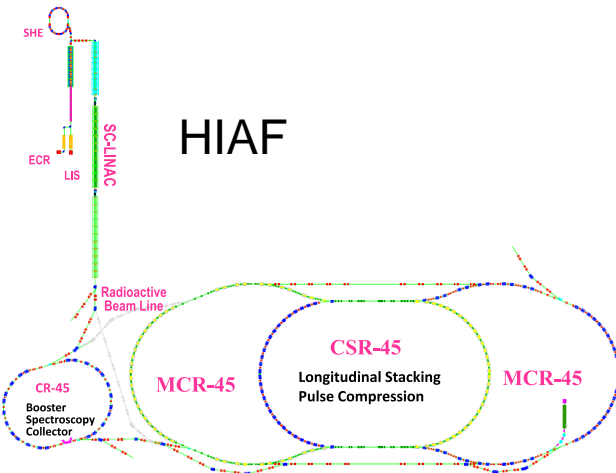 SHE
HIAF
SC-LINAC
ECR
LIS
Radioactive
Beam Line
CSR-45
MCR-45
MCR-45
Longitudinal Stacking
Pulse Compression
CR-45
Booster
Spectroscopy
Collector